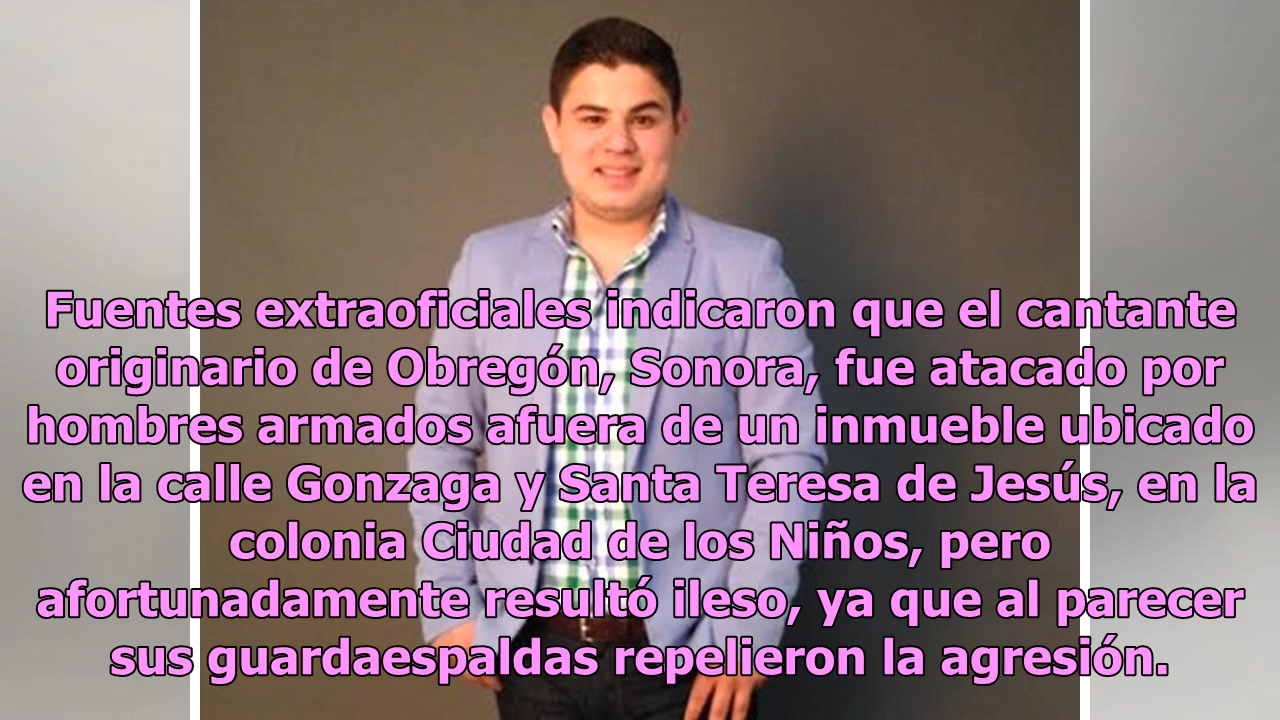 Fuentes extraoficiales indicaron que el cantante
originario de Obregón, Sonora, fue atacado por
hombres armados afuera de un inmueble ubicado
en la calle Gonzaga y Santa Teresa de Jesús, en la
colonia Ciudad de los Niños, pero
afortunadamente resultó ileso, ya que al parecer
sus guardaespaldas repelieron la agresión.